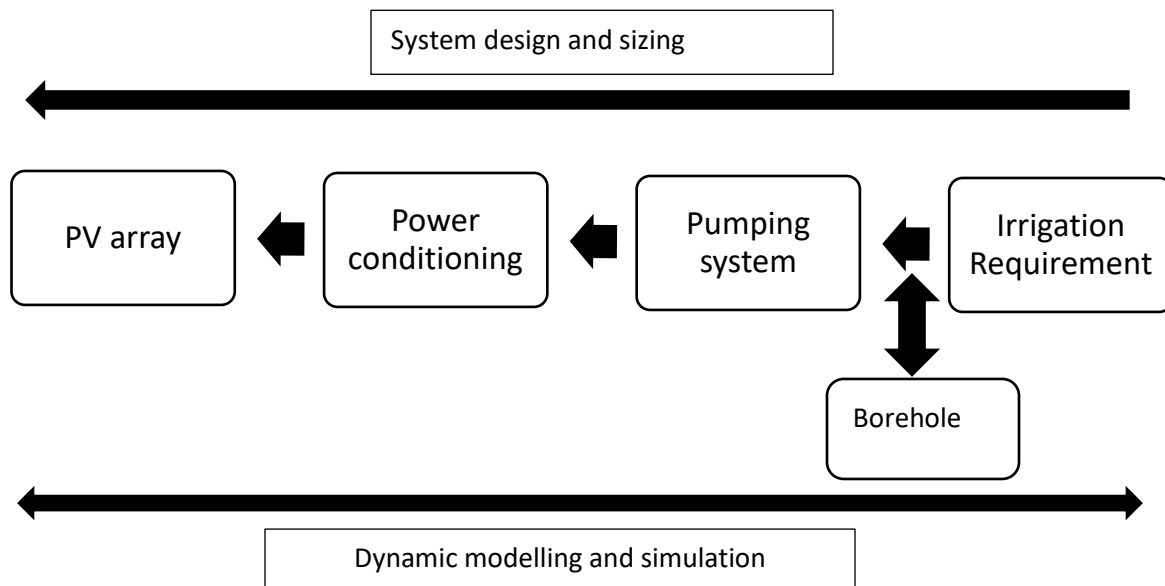 System design and sizing
PV array
Power
conditioning
Pumping
system
Irrigation
Requirement
Borehole
Dynamic modelling and simulation